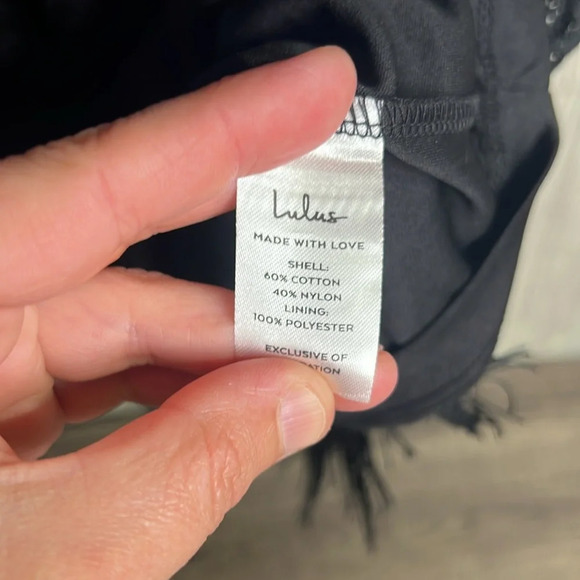 Lulus
MADE WITH LOVE
SHELL:
60% COTTON
40% NYLON
LINING:
100% POLYESTER
EXCLUSIVE OF